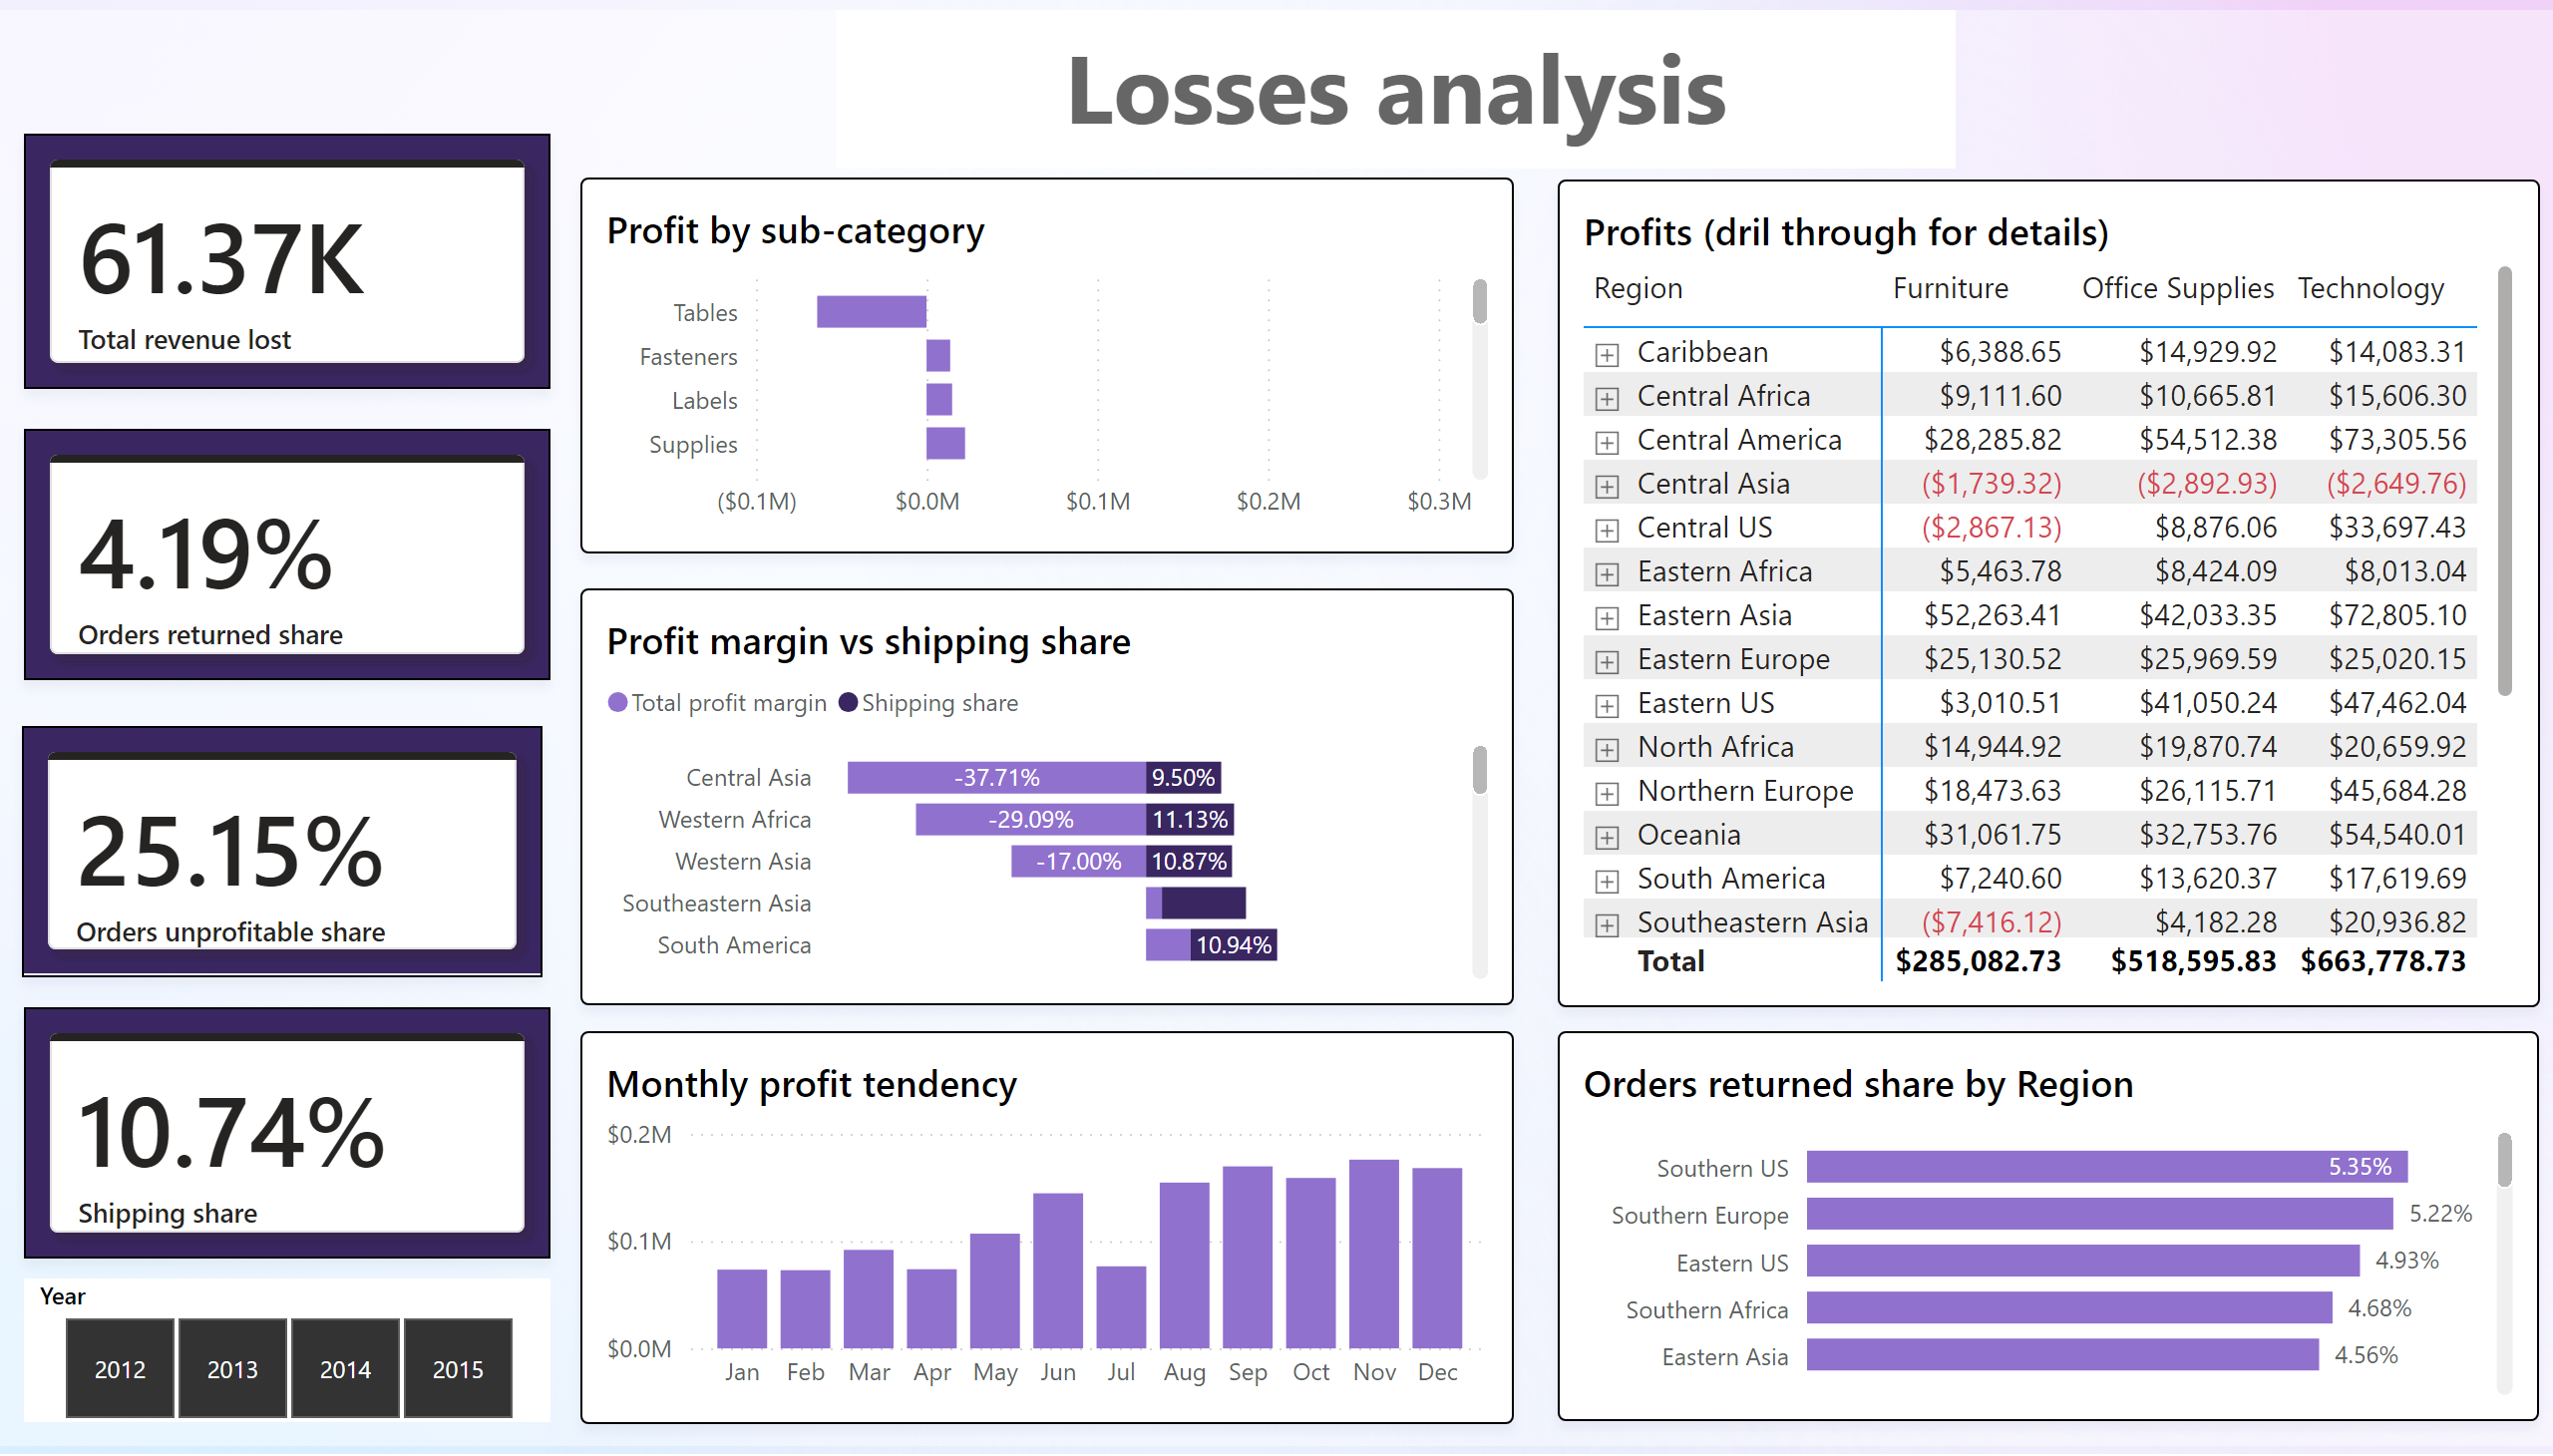 Losses analysis
61.37K
Total revenue lost
4.19%
Orders returned share
25.15%
Orders unprofitable share
10.74%
Shipping share
Year
2012 2013 2014 2015
Profit by sub-category
Tables
Fasteners
Labels
Supplies
($0.1M) $0.0M $0.1M $0.2M $0.3M
Profit margin vs shipping share
Total profit margin Shipping share
Central Asia -37.71% 9.50%
Western Africa -29.09% 11.13%
Western Asia -17.00% 10.87%
Southeastern Asia
South America 10.94%
Monthly profit tendency
$0.2M
$0.1M
$0.0M
Jan Feb Mar Apr May Jun Jul Aug Sep Oct Nov Dec
Profits (dril through for details)
Region Furniture Office Supplies Technology
Caribbean $6,388.65 $14,929.92 $14,083.31
Central Africa $9,111.60 $10,665.81 $15,606.30
Central America $28,285.82 $54,512.38 $73,305.56
Central Asia ($1,739.32) ($2,892.93) ($2,649.76)
Central US ($2,867.13) $8,876.06 $33,697.43
Eastern Africa $5,463.78 $8,424.09 $8,013.04
Eastern Asia $52,263.41 $42,033.35 $72,805.10
Eastern Europe $25,130.52 $25,969.59 $25,020.15
Eastern US $3,010.51 $41,050.24 $47,462.04
North Africa $14,944.92 $19,870.74 $20,659.92
Northern Europe $18,473.63 $26,115.71 $45,684.28
Oceania $31,061.75 $32,753.76 $54,540.01
South America $7,240.60 $13,620.37 $17,619.69
Southeastern Asia ($7,416.12) $4,182.28 $20,936.82
Total $285,082.73 $518,595.83 $663,778.73
Orders returned share by Region
Southern US 5.35%
Southern Europe 5.22%
Eastern US 4.93%
Southern Africa 4.68%
Eastern Asia 4.56%